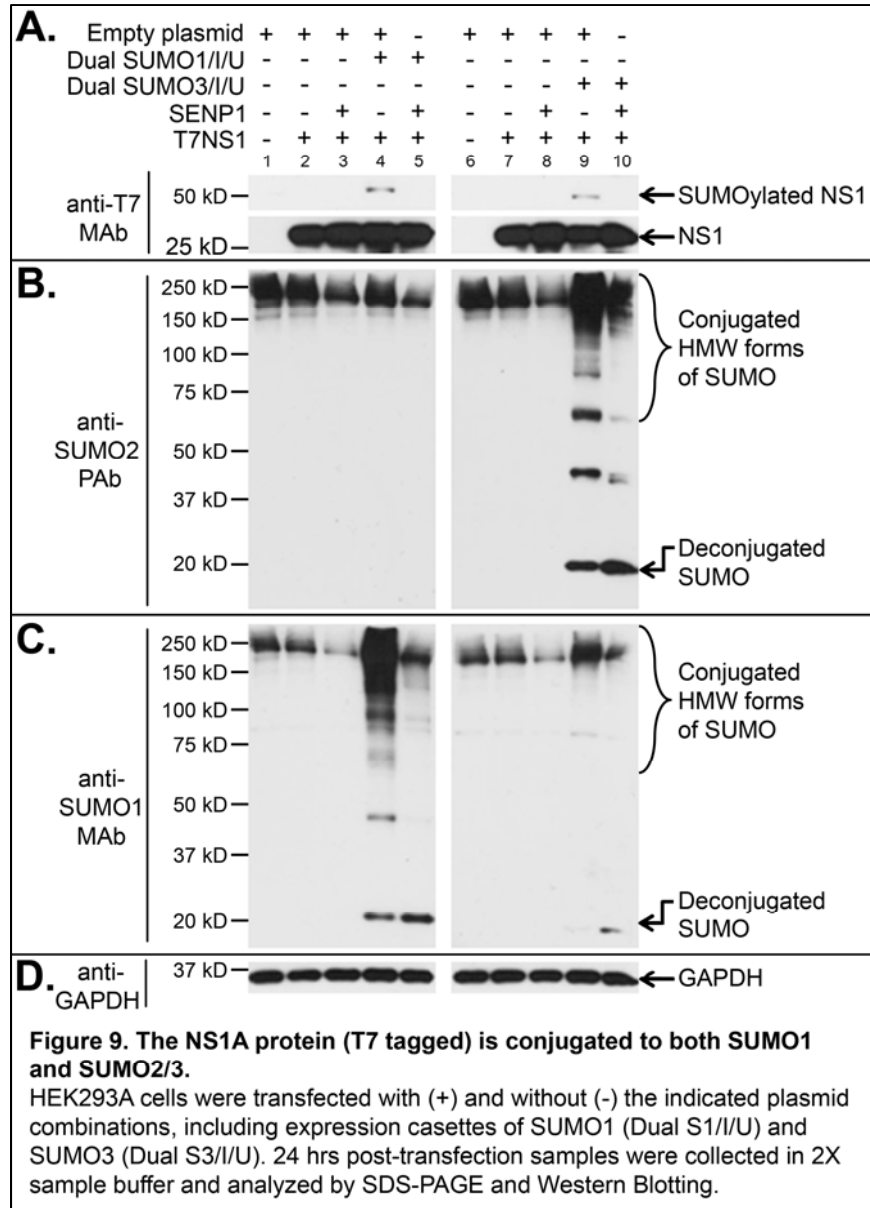 A.
Empty plasmid + + + + - + + + + -
Dual SUMO1/I/U - - - + + - - - - -
Dual SUMO3/I/U - - - - - - - - + +
SENP1 - - + - + - - + - +
T7NS1 - + + + + - + + + +
1 2 3 4 5 6 7 8 9 10
anti-T7
MAb
50 kD
25 kD
SUMOylated NS1
NS1
B.
anti-
SUMO2
PAb
250 kD
150 kD
100 kD
75 kD
50 kD
37 kD
20 kD
Conjugated
HMW forms
of SUMO
Deconjugated
SUMO
C.
anti-
SUMO1
MAb
250 kD
150 kD
100 kD
75 kD
50 kD
37 kD
20 kD
Conjugated
HMW forms
of SUMO
Deconjugated
SUMO
D.
anti-
GAPDH
37 kD
GAPDH
Figure 9. The NS1A protein (T7 tagged) is conjugated to both SUMO1
and SUMO2/3.
HEK293A cells were transfected with (+) and without (-) the indicated plasmid
combinations, including expression casettes of SUMO1 (Dual S1/I/U) and
SUMO3 (Dual S3/I/U). 24 hrs post-transfection samples were collected in 2X
sample buffer and analyzed by SDS-PAGE and Western Blotting.